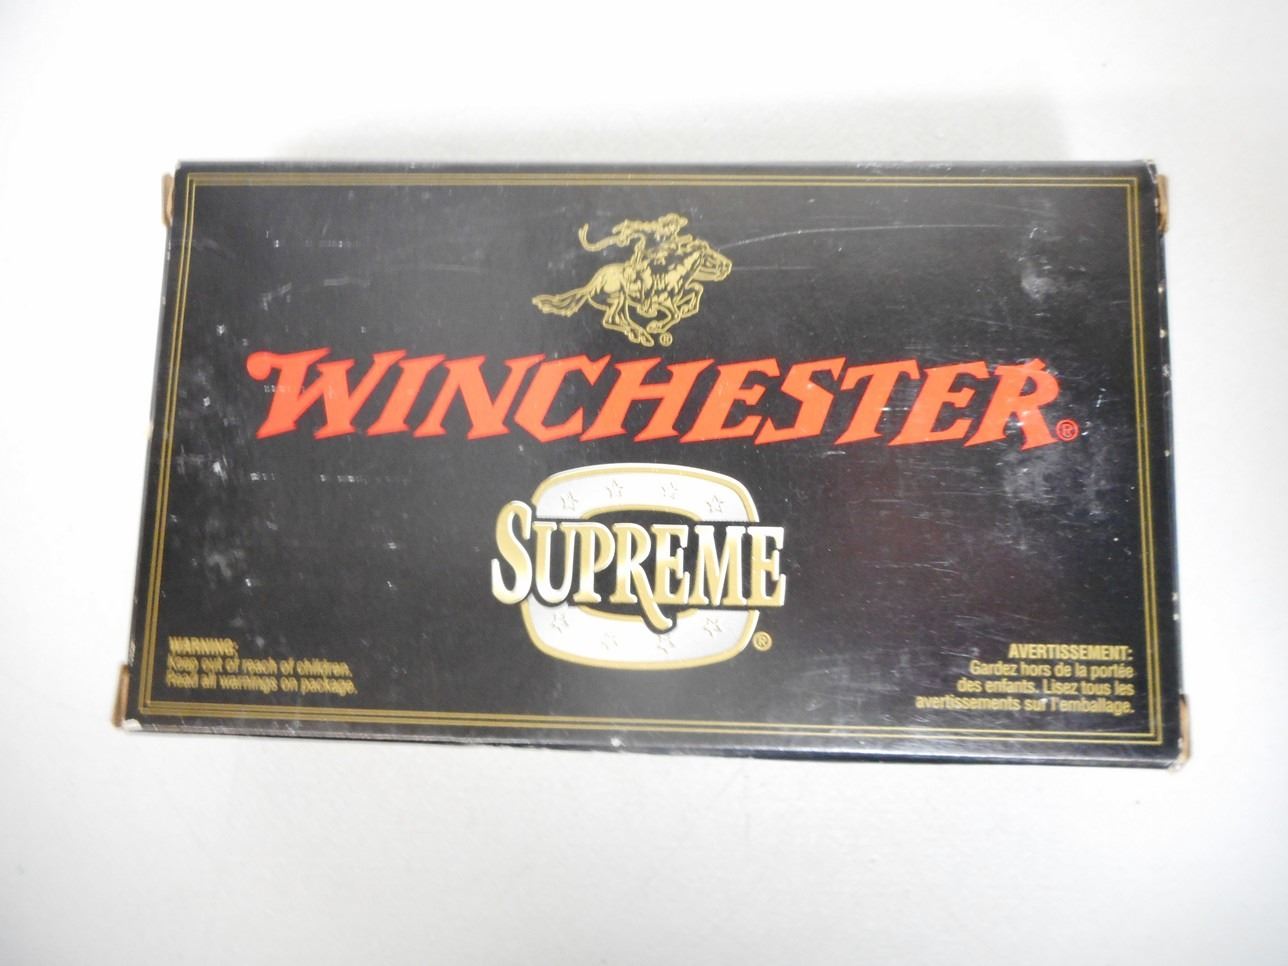 ®
WINCHESTER®
SUPREME®
WARNING:
Keep out of reach of children.
Read all warnings on package.
AVERTISSEMENT:
Gardez hors de la portée
des enfants. Lisez tous les
avertissements sur l'emballage.